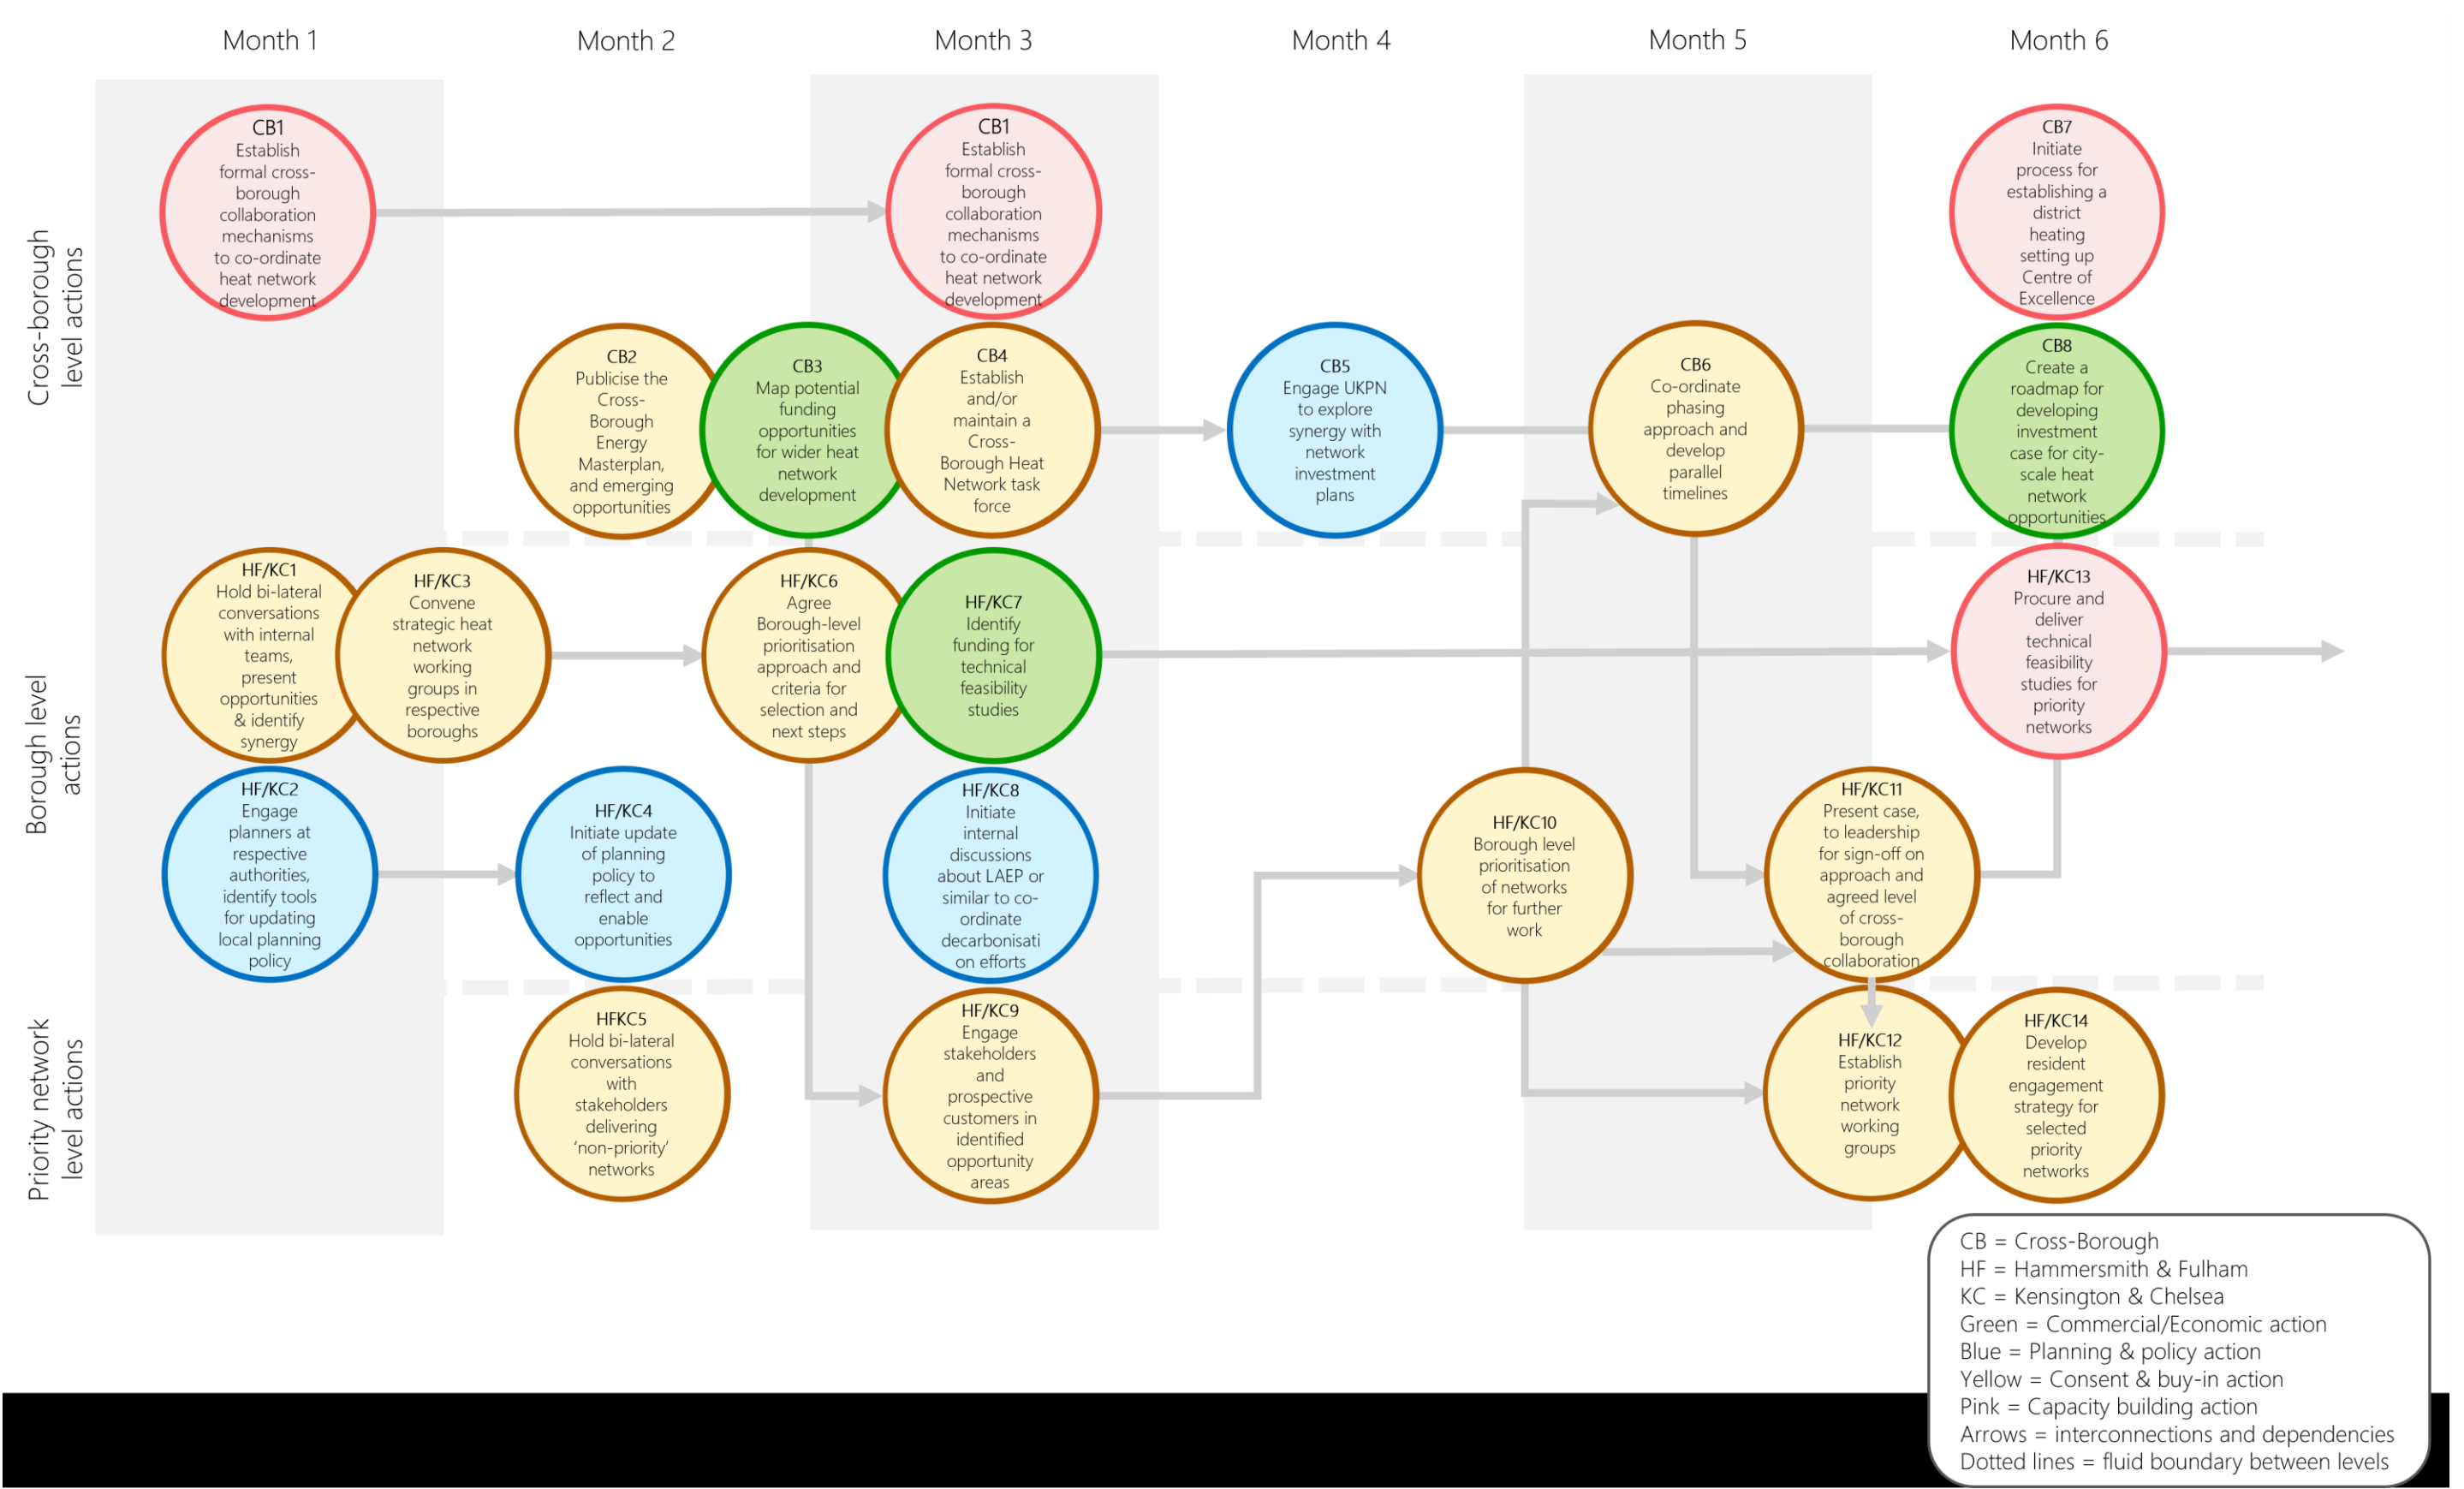 Month 1
Month 2
Month 3
Month 4
Month 5
Month 6
Cross-borough
level actions
CB1
Establish
formal cross-
borough
collaboration
mechanisms
to co-ordinate
heat network
development
CB1
Establish
formal cross-
borough
collaboration
mechanisms
to co-ordinate
heat network
development
CB7
Initiate
process for
establishing a
district
heating
setting up
Centre of
Excellence
CB2
Publicise the
Cross-
Borough
Energy
Masterplan,
and emerging
opportunities
CB3
Map potential
funding
opportunities
for wider heat
network
development
CB4
Establish
and/or
maintain a
Cross-
Borough Heat
Network task
force
CB5
Engage UKPN
to explore
synergy with
network
investment
plans
CB6
Co-ordinate
phasing
approach and
develop
parallel
timelines
CB8
Create a
roadmap for
developing
investment
case for city-
scale heat
network
opportunities
Borough level
actions
HF/KC1
Hold bi-lateral
conversations
with internal
teams,
present
opportunities
& identify
synergy
HF/KC3
Convene
strategic heat
network
working
groups in
respective
boroughs
HF/KC6
Agree
Borough-level
prioritisation
approach and
criteria for
selection and
next steps
HF/KC7
Identify
funding for
technical
feasibility
studies
HF/KC13
Procure and
deliver
technical
feasibility
studies for
priority
networks
HF/KC2
Engage
planners at
respective
authorities,
identify tools
for updating
local planning
policy
HF/KC4
Initiate update
of planning
policy to
reflect and
enable
opportunities
HF/KC8
Initiate
internal
discussions
about LAEP or
similar to co-
ordinate
decarbonisati
on efforts
HF/KC10
Borough level
prioritisation
of networks
for further
work
HF/KC11
Present case,
to leadership
for sign-off on
approach and
agreed level
of cross-
borough
collaboration
Priority network
level actions
HFKC5
Hold bi-lateral
conversations
with
stakeholders
delivering
‘non-priority’
networks
HF/KC9
Engage
stakeholders
and
prospective
customers in
identified
opportunity
areas
HF/KC12
Establish
priority
network
working
groups
HF/KC14
Develop
resident
engagement
strategy for
selected
priority
networks
CB = Cross-Borough
HF = Hammersmith & Fulham
KC = Kensington & Chelsea
Green = Commercial/Economic action
Blue = Planning & policy action
Yellow = Consent & buy-in action
Pink = Capacity building action
Arrows = interconnections and dependencies
Dotted lines = fluid boundary between levels